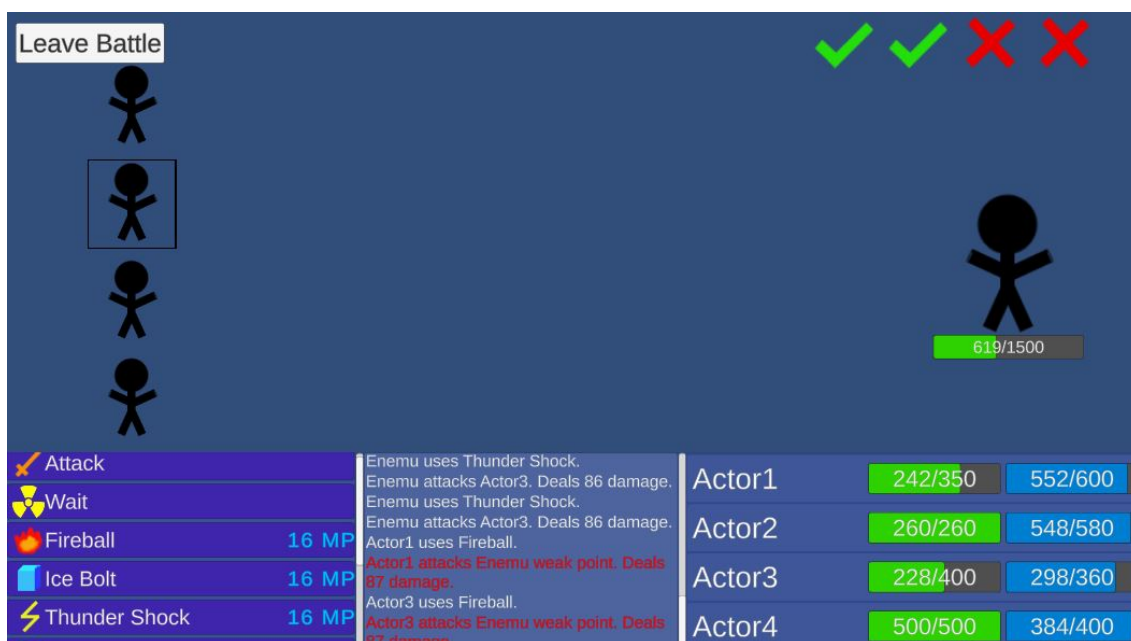 Leave Battle
619/1500
Attack
Wait
Fireball 16 MP
Ice Bolt 16 MP
Thunder Shock 16 MP
Enemu uses Thunder Shock.
Enemu attacks Actor3. Deals 86 damage.
Enemu uses Thunder Shock.
Enemu attacks Actor3. Deals 86 damage.
Actor1 uses Fireball.
Actor1 attacks Enemu weak point. Deals
87 damage.
Actor3 uses Fireball.
Actor3 attacks Enemu weak point. Deals
87 damage.
Actor1 242/350 552/600
Actor2 260/260 548/580
Actor3 228/400 298/360
Actor4 500/500 384/400